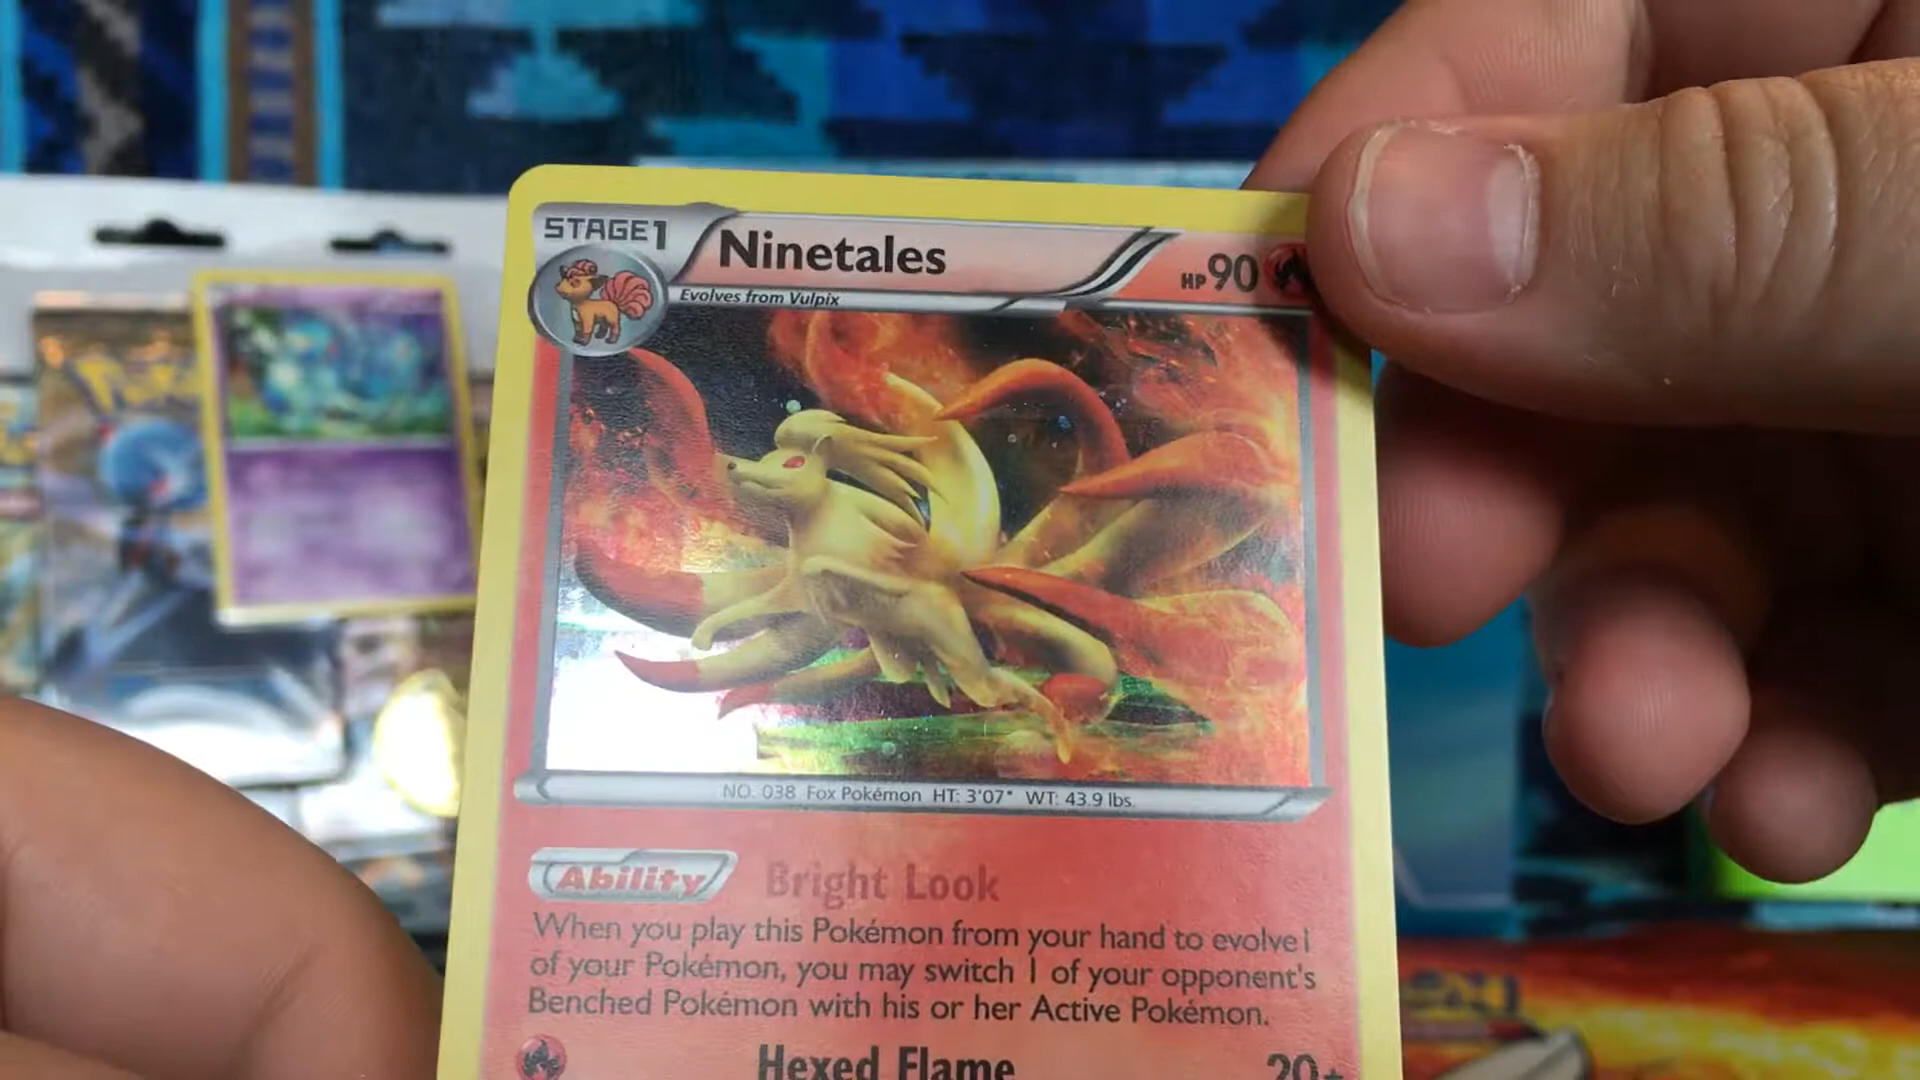 STAGE1
Ninetales
HP90
Evolves from Vulpix
NO. 038 Fox Pokémon HT: 3'07" WT: 43.9 lbs.
Ability Bright Look
When you play this Pokémon from your hand to evolve 1
of your Pokémon, you may switch 1 of your opponent's
Benched Pokémon with his or her Active Pokémon.
Hexed Flame 20+